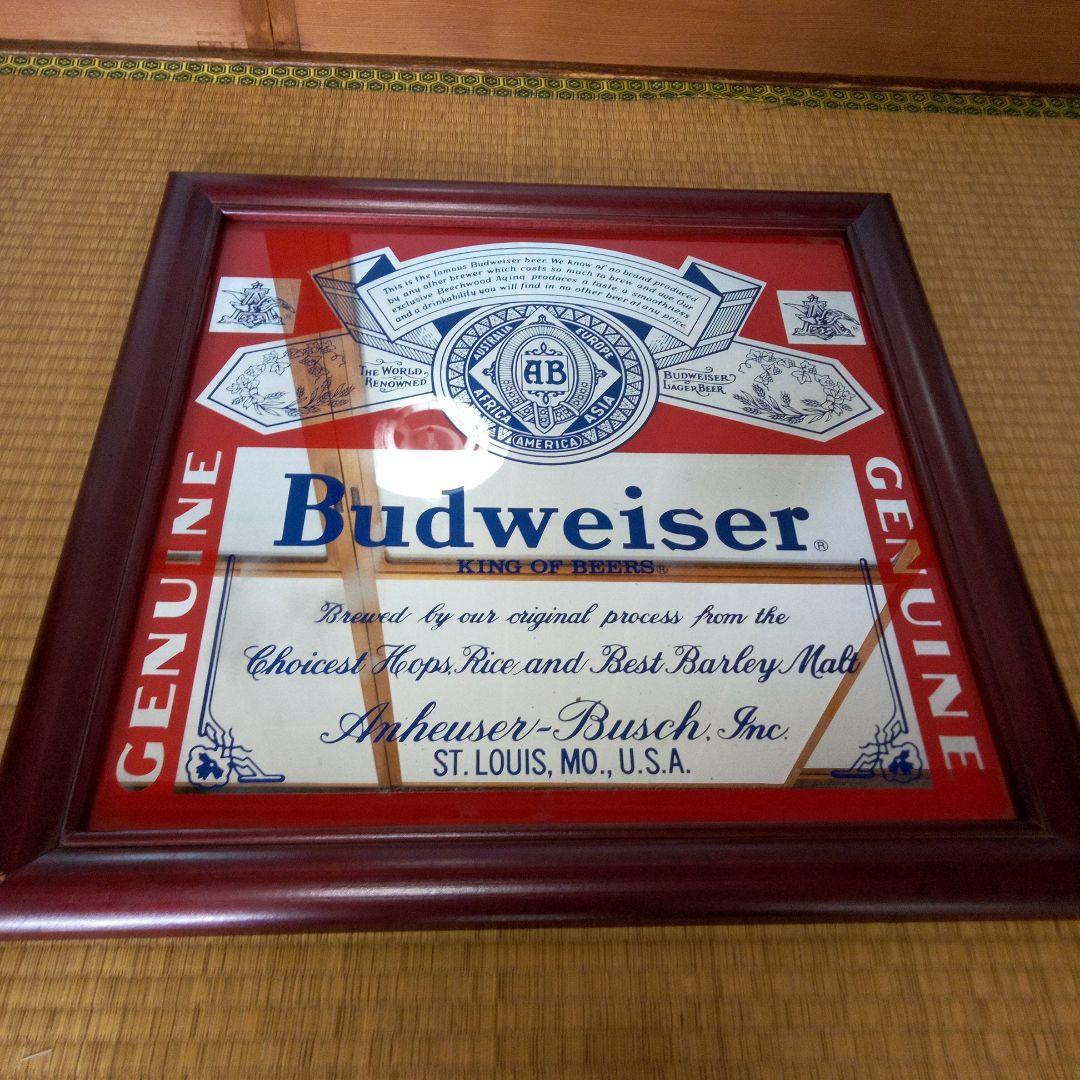 This is the famous Budweiser beer. We know of no brand produced
by any other brewer which costs so much to brew and age. Our
exclusive Beechwood Aging produces a taste, a smoothness
and a drinkability you will find in no other beer at any price.
THE WORLD
RENOWNED
AUSTRALIA
EUROPE
AFRICA
ASIA
AMERICA
AB
BUDWEISER
LAGER BEER
GENUINE
GENUINE
Budweiser®
KING OF BEERS®
Brewed by our original process from the
Choicest Hops, Rice and Best Barley Malt
Anheuser-Busch, Inc.
ST. LOUIS, MO., U.S.A.